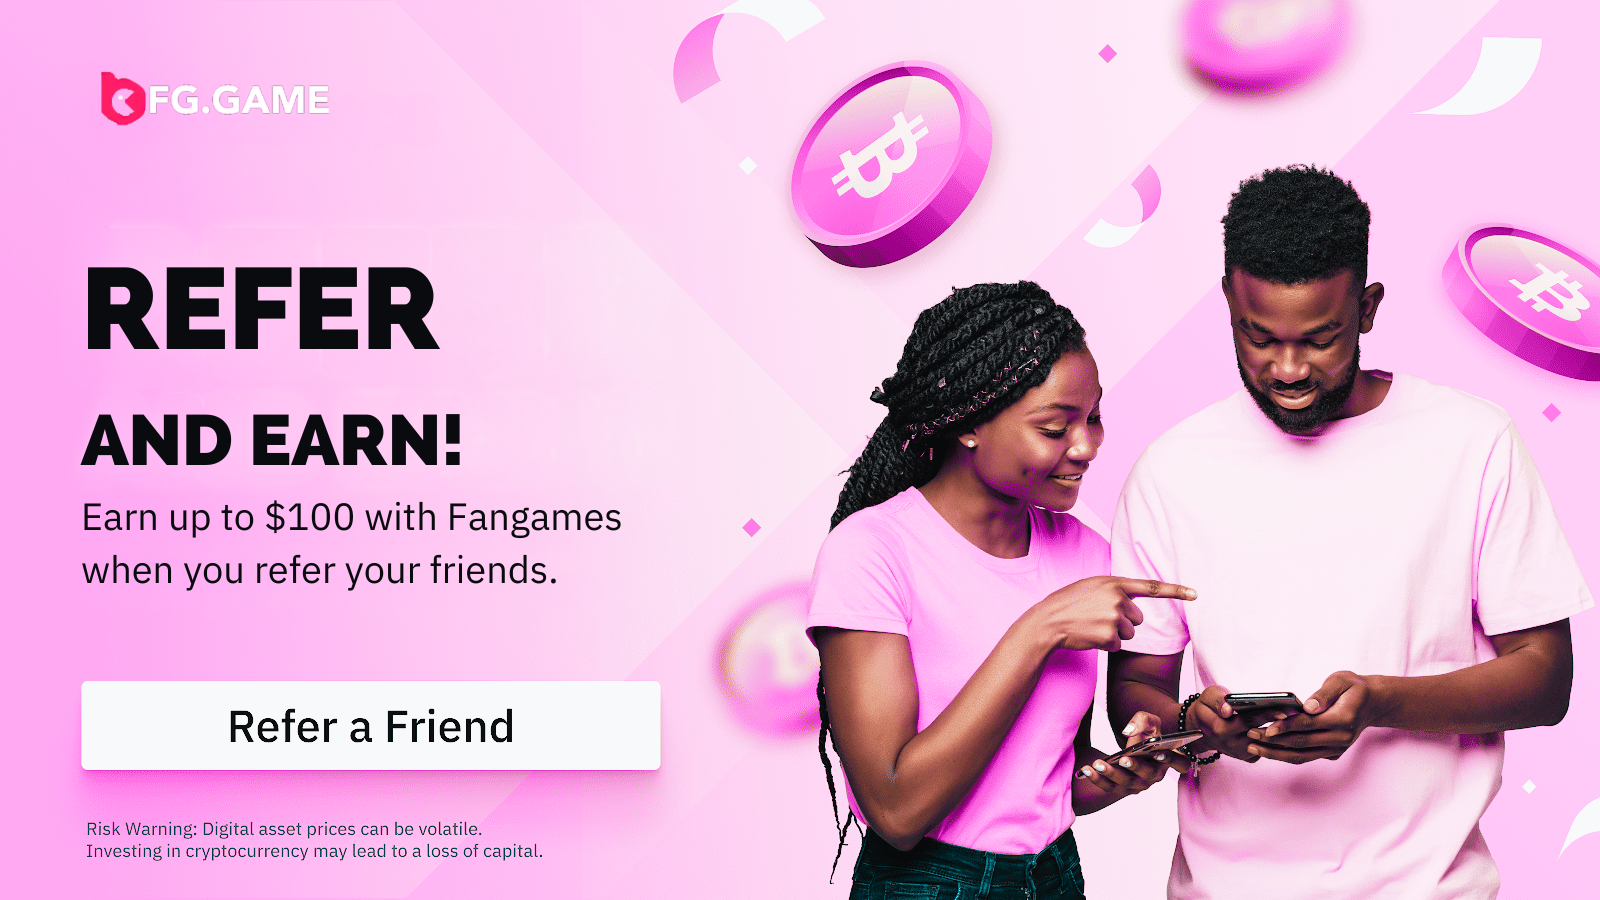 FG.GAME
REFER
AND EARN!
Earn up to $100 with Fangames
when you refer your friends.
Refer a Friend
Risk Warning: Digital asset prices can be volatile.
Investing in cryptocurrency may lead to a loss of capital.